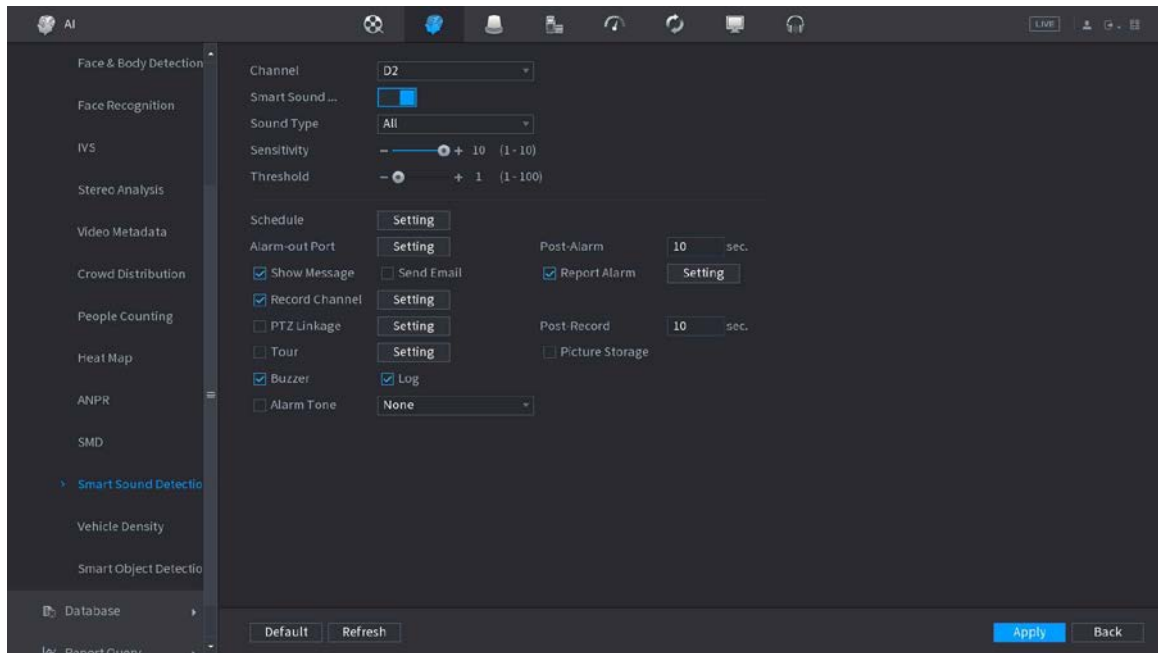 AI
LIVE
Face & Body Detection
Face Recognition
IVS
Stereo Analysis
Video Metadata
Crowd Distribution
People Counting
Heat Map
ANPR
SMD
Smart Sound Detectio
Vehicle Density
Smart Object Detectio
Database
Report Query
Channel D2
Smart Sound ...
Sound Type All
Sensitivity - + 10 (1 - 10)
Threshold - + 1 (1 - 100)
Schedule Setting
Alarm-out Port Setting Post-Alarm 10 sec.
Show Message Send Email Report Alarm Setting
Record Channel Setting
PTZ Linkage Setting Post-Record 10 sec.
Tour Setting Picture Storage
Buzzer Log
Alarm Tone None
Default Refresh Apply Back